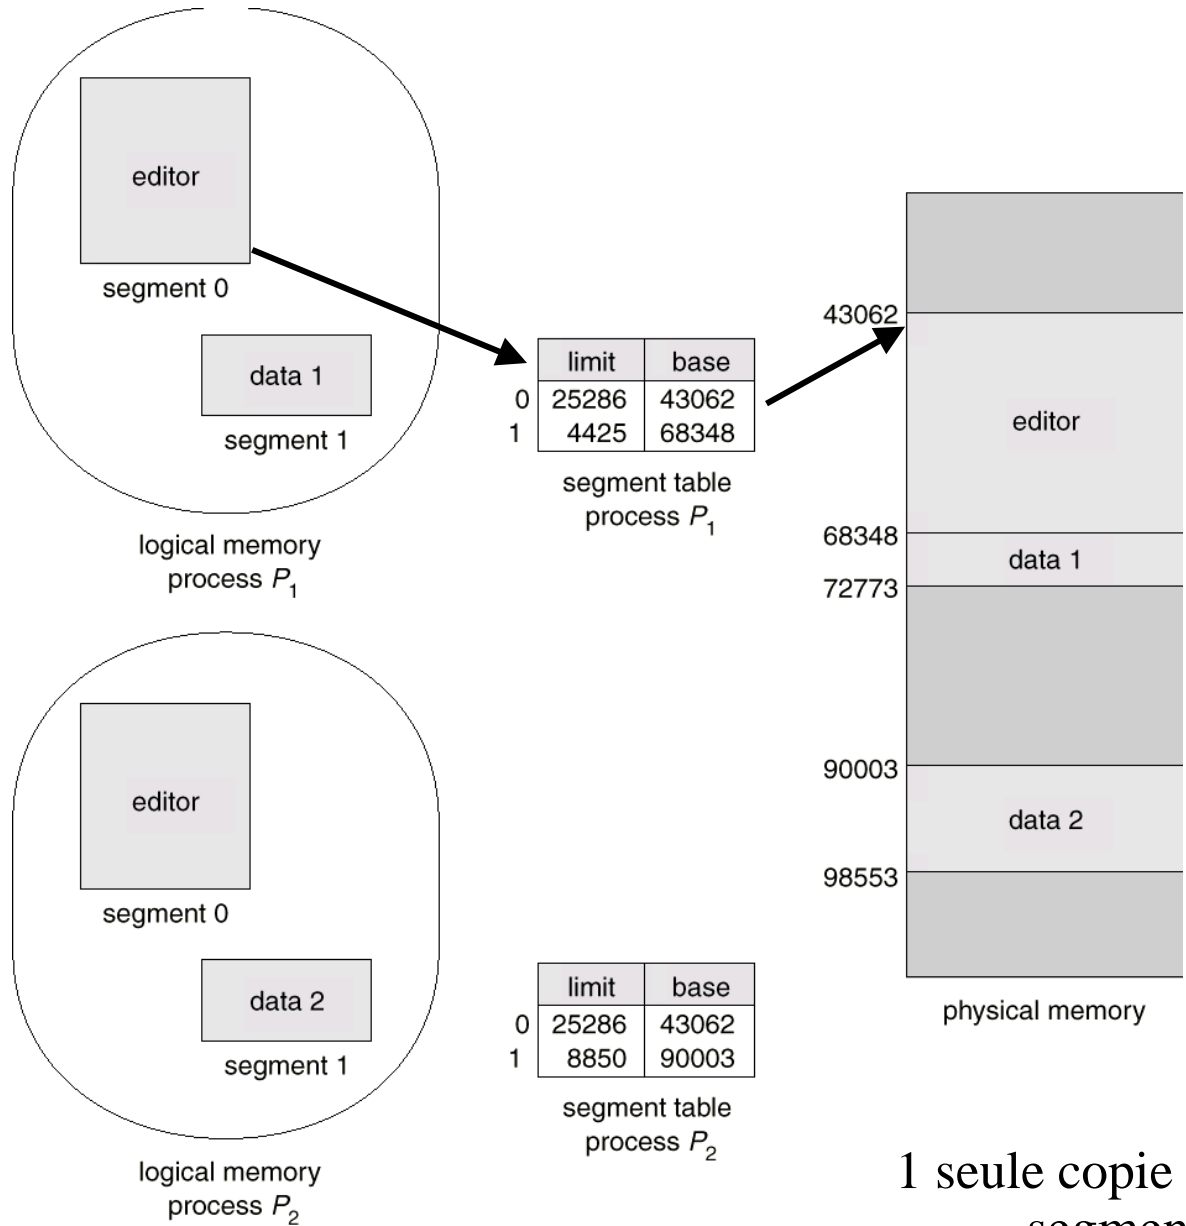 editor
segment 0
data 1
segment 1
logical memory
process P1
limit base
0 25286 43062
1 4425 68348
segment table
process P1
43062
editor
68348
data 1
72773
90003
data 2
98553
physical memory
editor
segment 0
data 2
segment 1
logical memory
process P2
limit base
0 25286 43062
1 8850 90003
segment table
process P2
1 seule copie